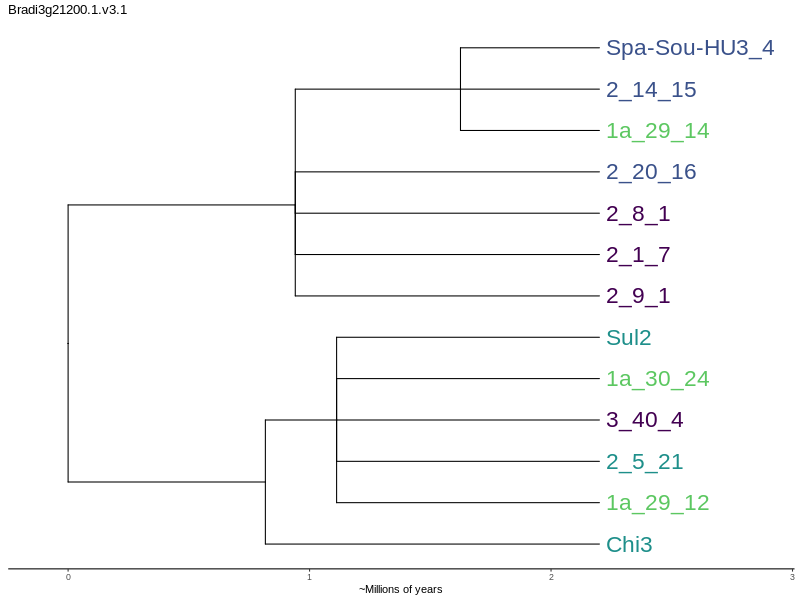 Bradi3g21200.1.v3.1
Spa-Sou-HU3_4
2_14_15
1a_29_14
2_20_16
2_8_1
2_1_7
2_9_1
Sul2
1a_30_24
3_40_4
2_5_21
1a_29_12
Chi3
0 1 2 3
~Millions of years